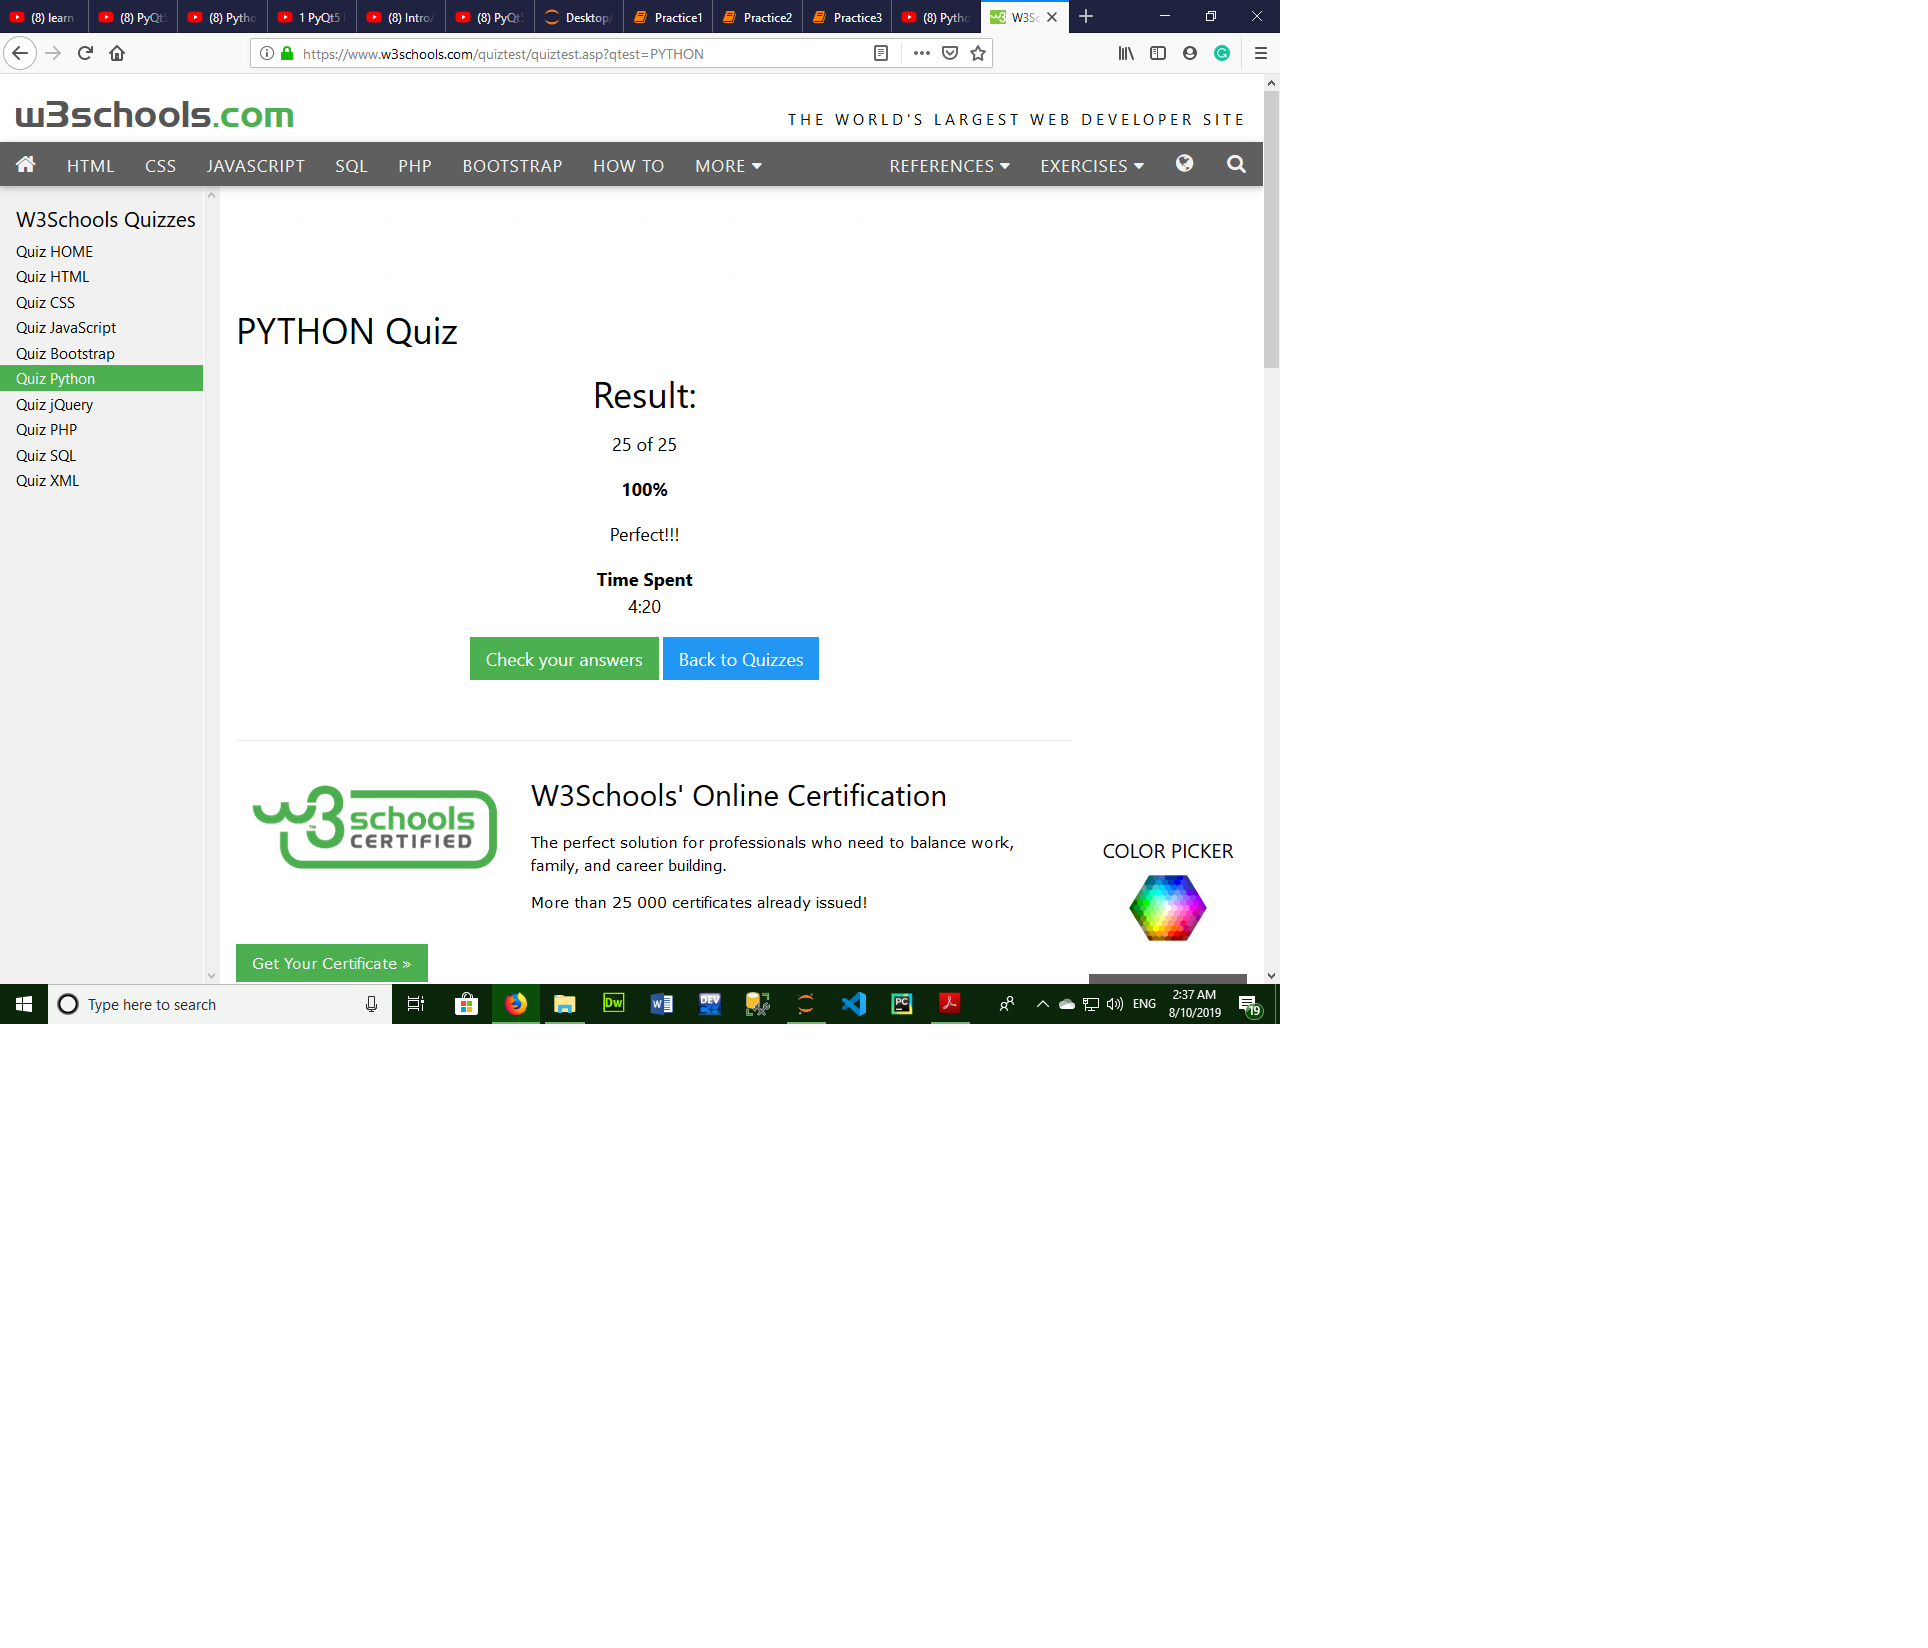 (8) learn
(8) PyQt5
(8) Pytho
1 PyQt5
(8) Intro/
(8) PyQt5
Desktop/
Practice1
Practice2
Practice3
(8) Pytho
W3Sc
https://www.w3schools.com/quiztest/quiztest.asp?qtest=PYTHON
w3schools.com
THE WORLD'S LARGEST WEB DEVELOPER SITE
HTML CSS JAVASCRIPT SQL PHP BOOTSTRAP HOW TO MORE REFERENCES EXERCISES
W3Schools Quizzes
Quiz HOME
Quiz HTML
Quiz CSS
Quiz JavaScript
Quiz Bootstrap
Quiz Python
Quiz jQuery
Quiz PHP
Quiz SQL
Quiz XML
PYTHON Quiz
Result:
25 of 25
100%
Perfect!!!
Time Spent
4:20
Check your answers
Back to Quizzes
w3schools CERTIFIED
TM
W3Schools' Online Certification
The perfect solution for professionals who need to balance work,
family, and career building.
More than 25 000 certificates already issued!
Get Your Certificate »
COLOR PICKER
Type here to search
Dw
W
DEV
C++
PC
ENG
2:37 AM
8/10/2019
19